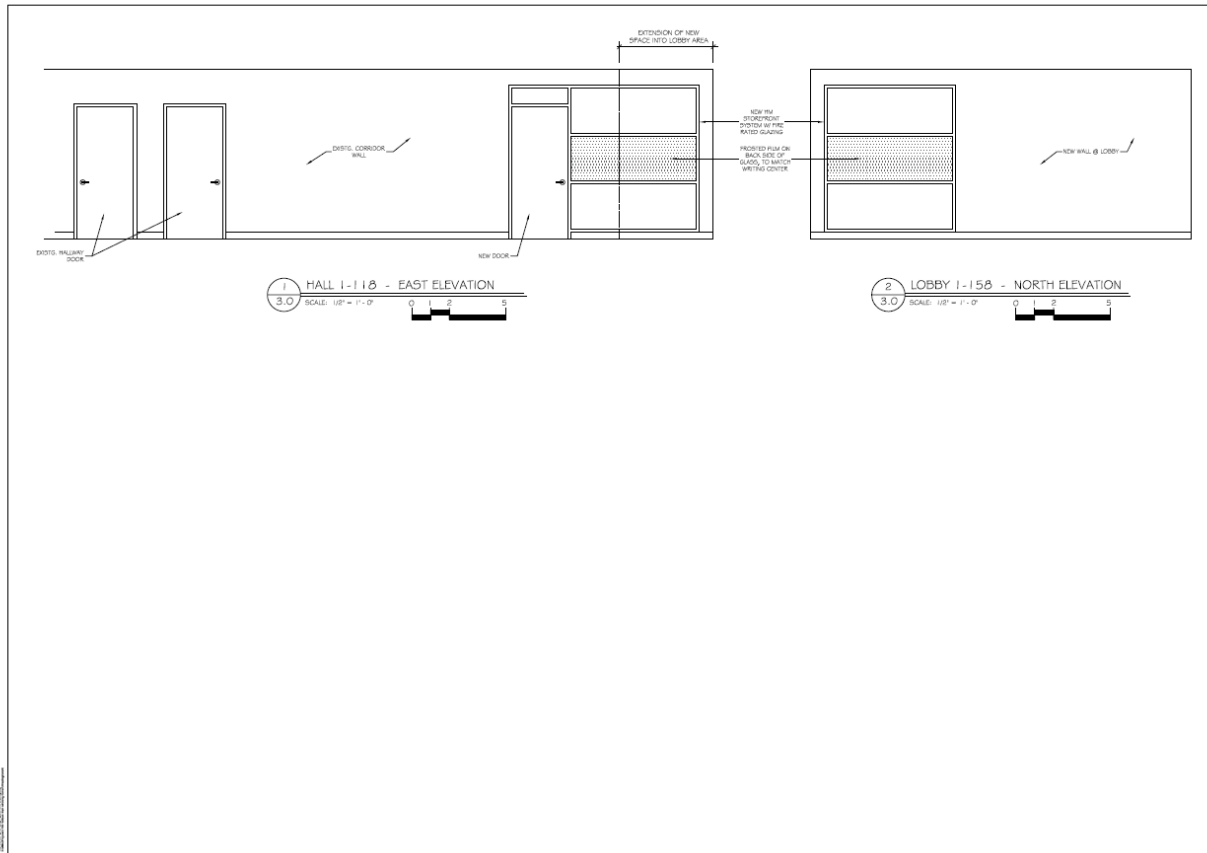 EXTENSION OF NEW
SPACE INTO LOBBY AREA
NEW HM
STOREFRONT
SYSTEM W/ FIRE
RATED GLAZING
EXISTG. CORRIDOR
WALL
FROSTED FILM ON
BACK SIDE OF
GLASS, TO MATCH
WRITING CENTER
NEW WALL @ LOBBY
EXISTG. HALLWAY
DOOR
NEW DOOR
1
3.0
HALL 1-118 - EAST ELEVATION
SCALE: 1/2" = 1'-0"
0 1 2 5
2
3.0
LOBBY 1-158 - NORTH ELEVATION
SCALE: 1/2" = 1'-0"
0 1 2 5